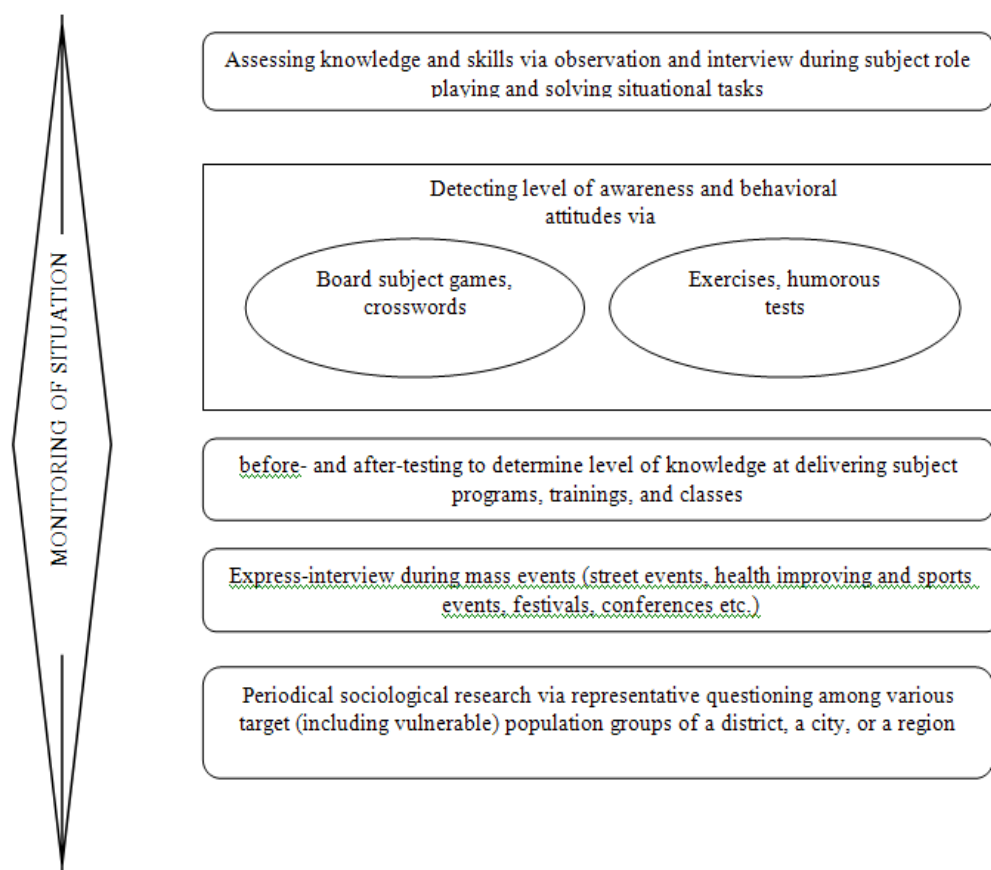 Assessing knowledge and skills via observation and interview during subject role
playing and solving situational tasks
Detecting level of awareness and behavioral
attitudes via
Board subject games,
crosswords
Exercises, humorous
tests
MONITORING OF SITUATION
before- and after-testing to determine level of knowledge at delivering subject
programs, trainings, and classes
Express-interview during mass events (street events, health improving and sports
events, festivals, conferences etc.)
Periodical sociological research via representative questioning among various
target (including vulnerable) population groups of a district, a city, or a region